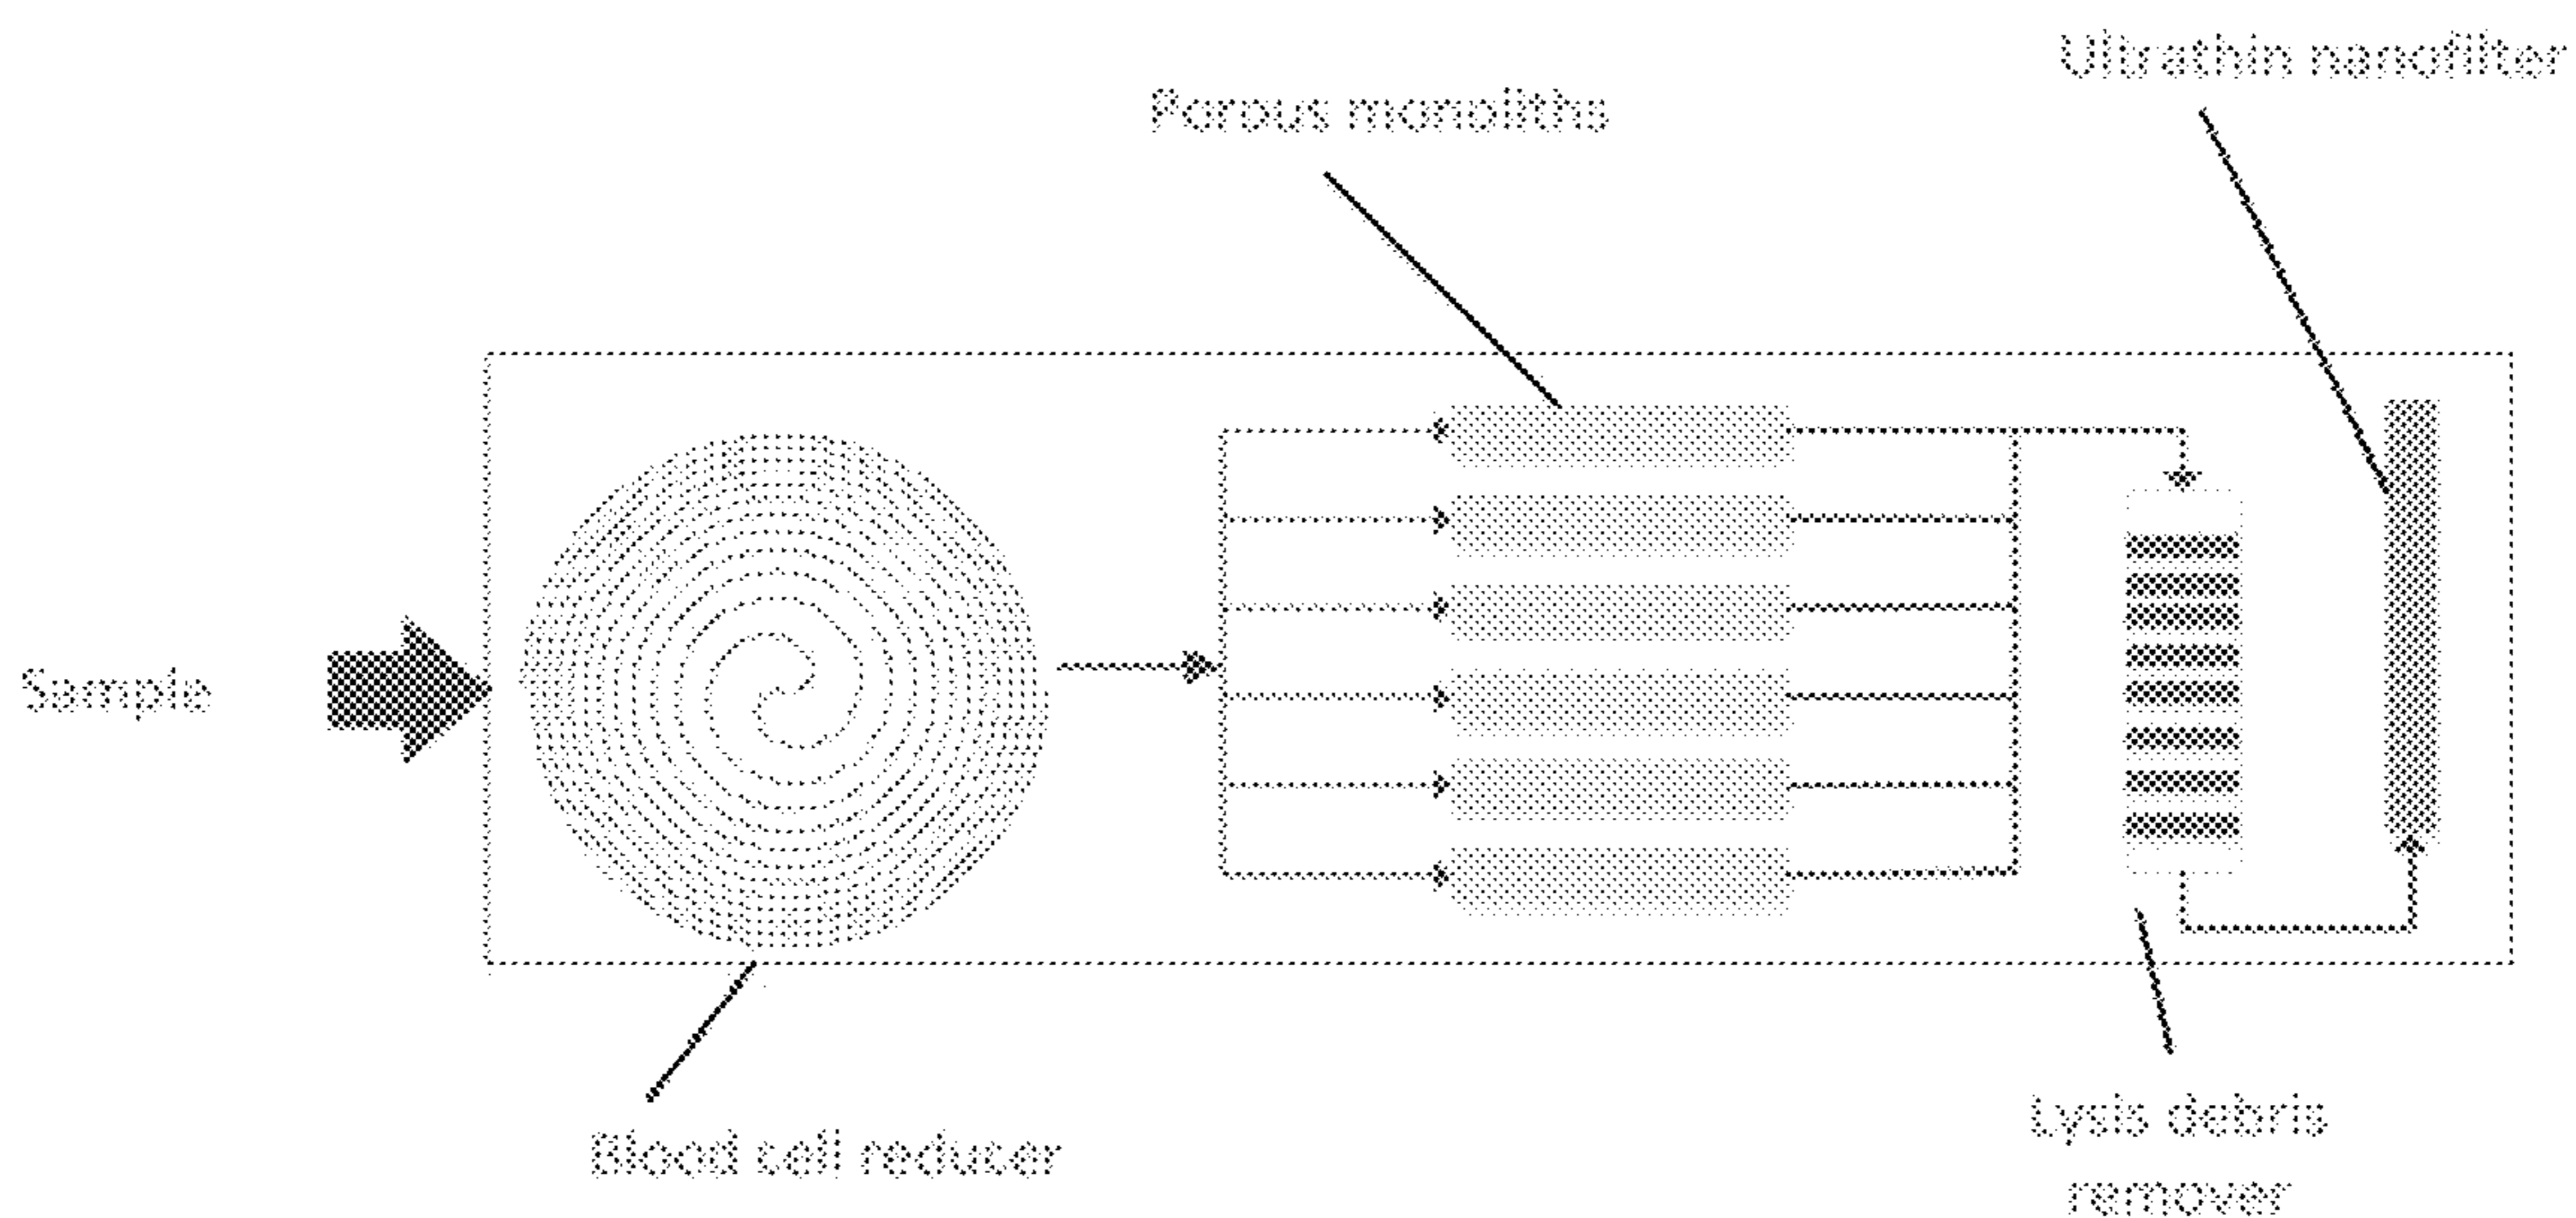 Ultrathin nanofilter
Porous monoliths
Sample
Blood cell reducer
Lysis debris
remover